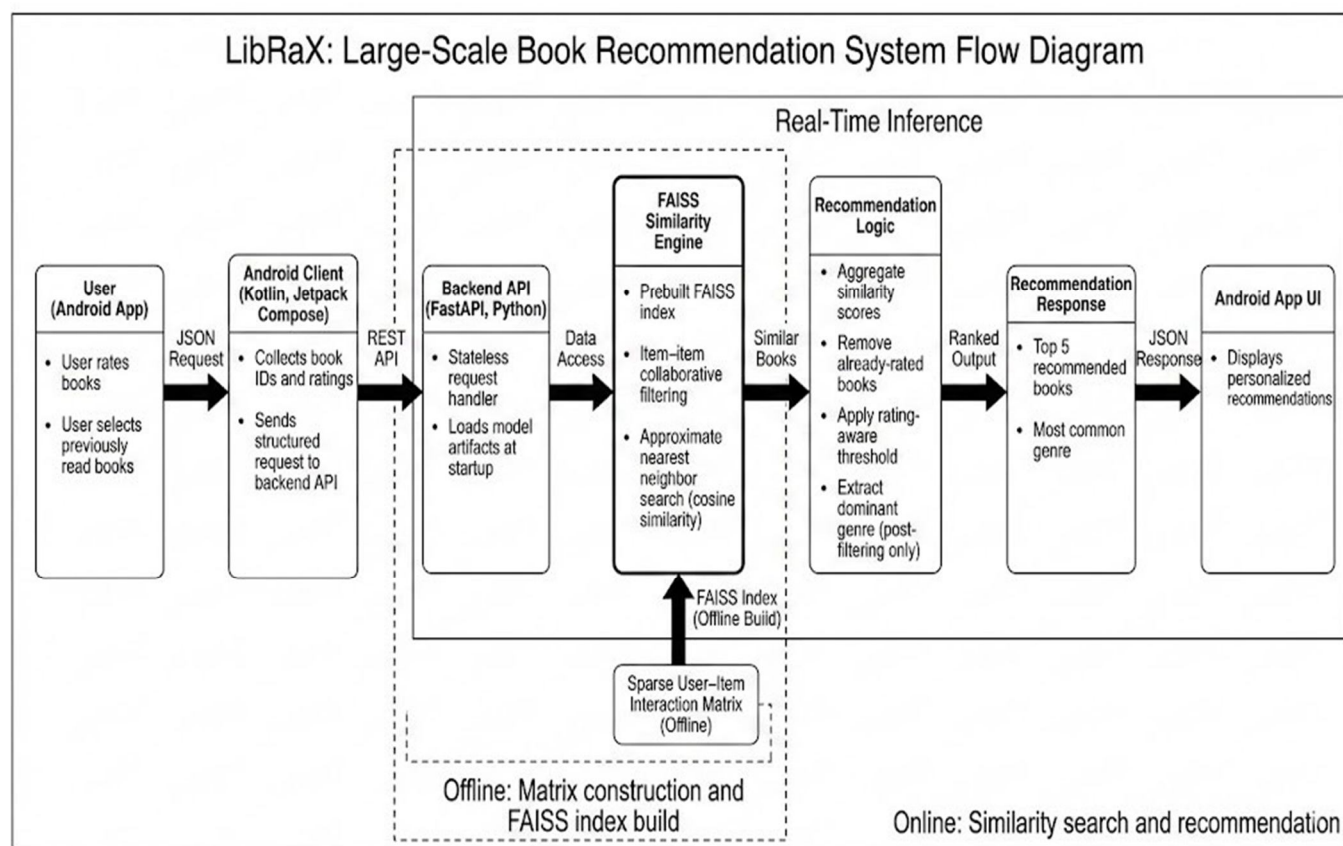 LibRaX: Large-Scale Book Recommendation System Flow Diagram
Real-Time Inference
User
(Android App)
• User rates books
• User selects
previously
read books
JSON
Request
Android Client
(Kotlin, Jetpack
Compose)
• Collects book
IDs and ratings
• Sends
structured
request to
backend API
REST
API
Backend API
(FastAPI, Python)
• Stateless
request
handler
• Loads model
artifacts at
startup
Data
Access
FAISS
Similarity
Engine
• Prebuilt FAISS
index
• Item–item
collaborative
filtering
• Approximate
nearest
neighbor
search (cosine
similarity)
Similar
Books
Recommendation
Logic
• Aggregate
similarity
scores
• Remove
already-rated
books
• Apply rating-
aware
threshold
• Extract
dominant
genre (post-
filtering only)
Ranked
Output
Recommendation
Response
• Top 5
recommended
books
• Most common
genre
JSON
Response
Android App UI
• Displays
personalized
recommendations
FAISS Index
(Offline Build)
Sparse User–Item
Interaction Matrix
(Offline)
Offline: Matrix construction and
FAISS index build
Online: Similarity search and recommendation